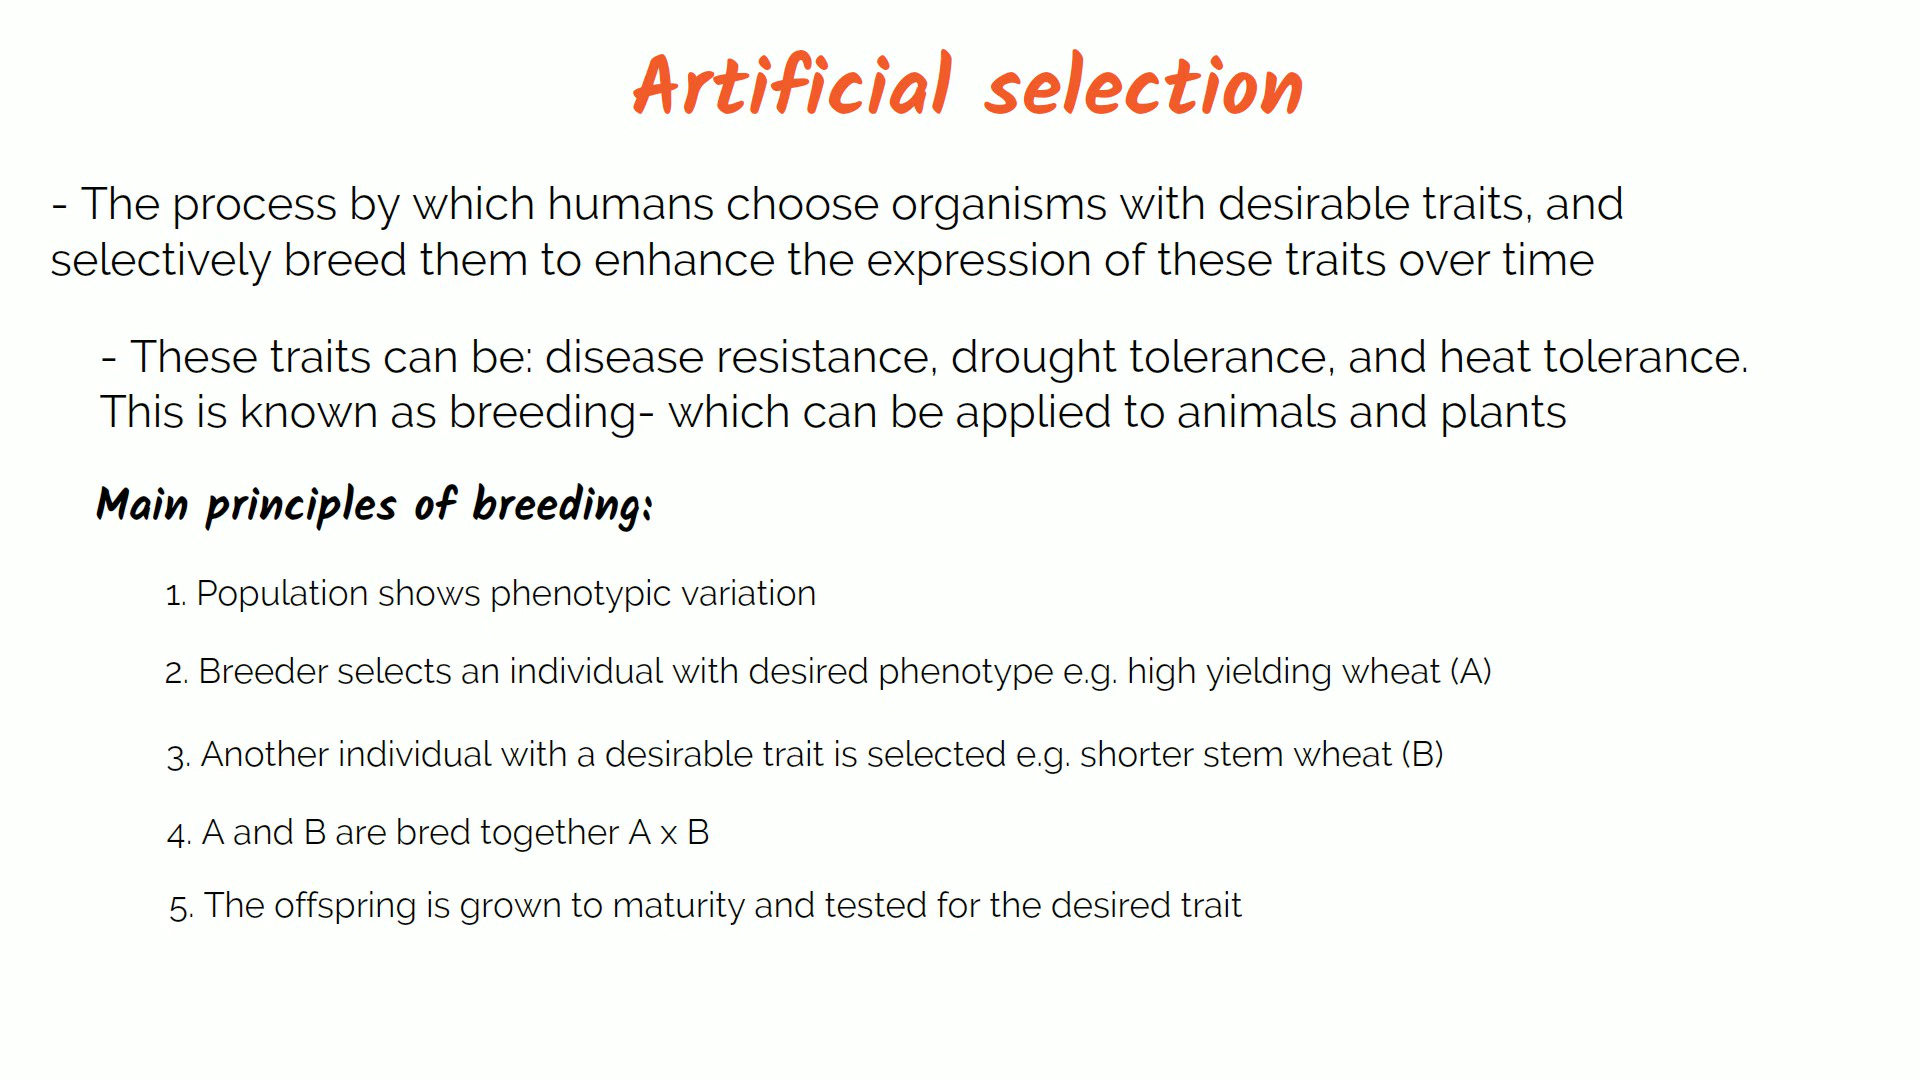 Artificial selection
- The process by which humans choose organisms with desirable traits, and
selectively breed them to enhance the expression of these traits over time
- These traits can be: disease resistance, drought tolerance, and heat tolerance.
This is known as breeding- which can be applied to animals and plants
Main principles of breeding:
1. Population shows phenotypic variation
2. Breeder selects an individual with desired phenotype e.g. high yielding wheat (A)
3. Another individual with a desirable trait is selected e.g. shorter stem wheat (B)
4. A and B are bred together A x B
5. The offspring is grown to maturity and tested for the desired trait